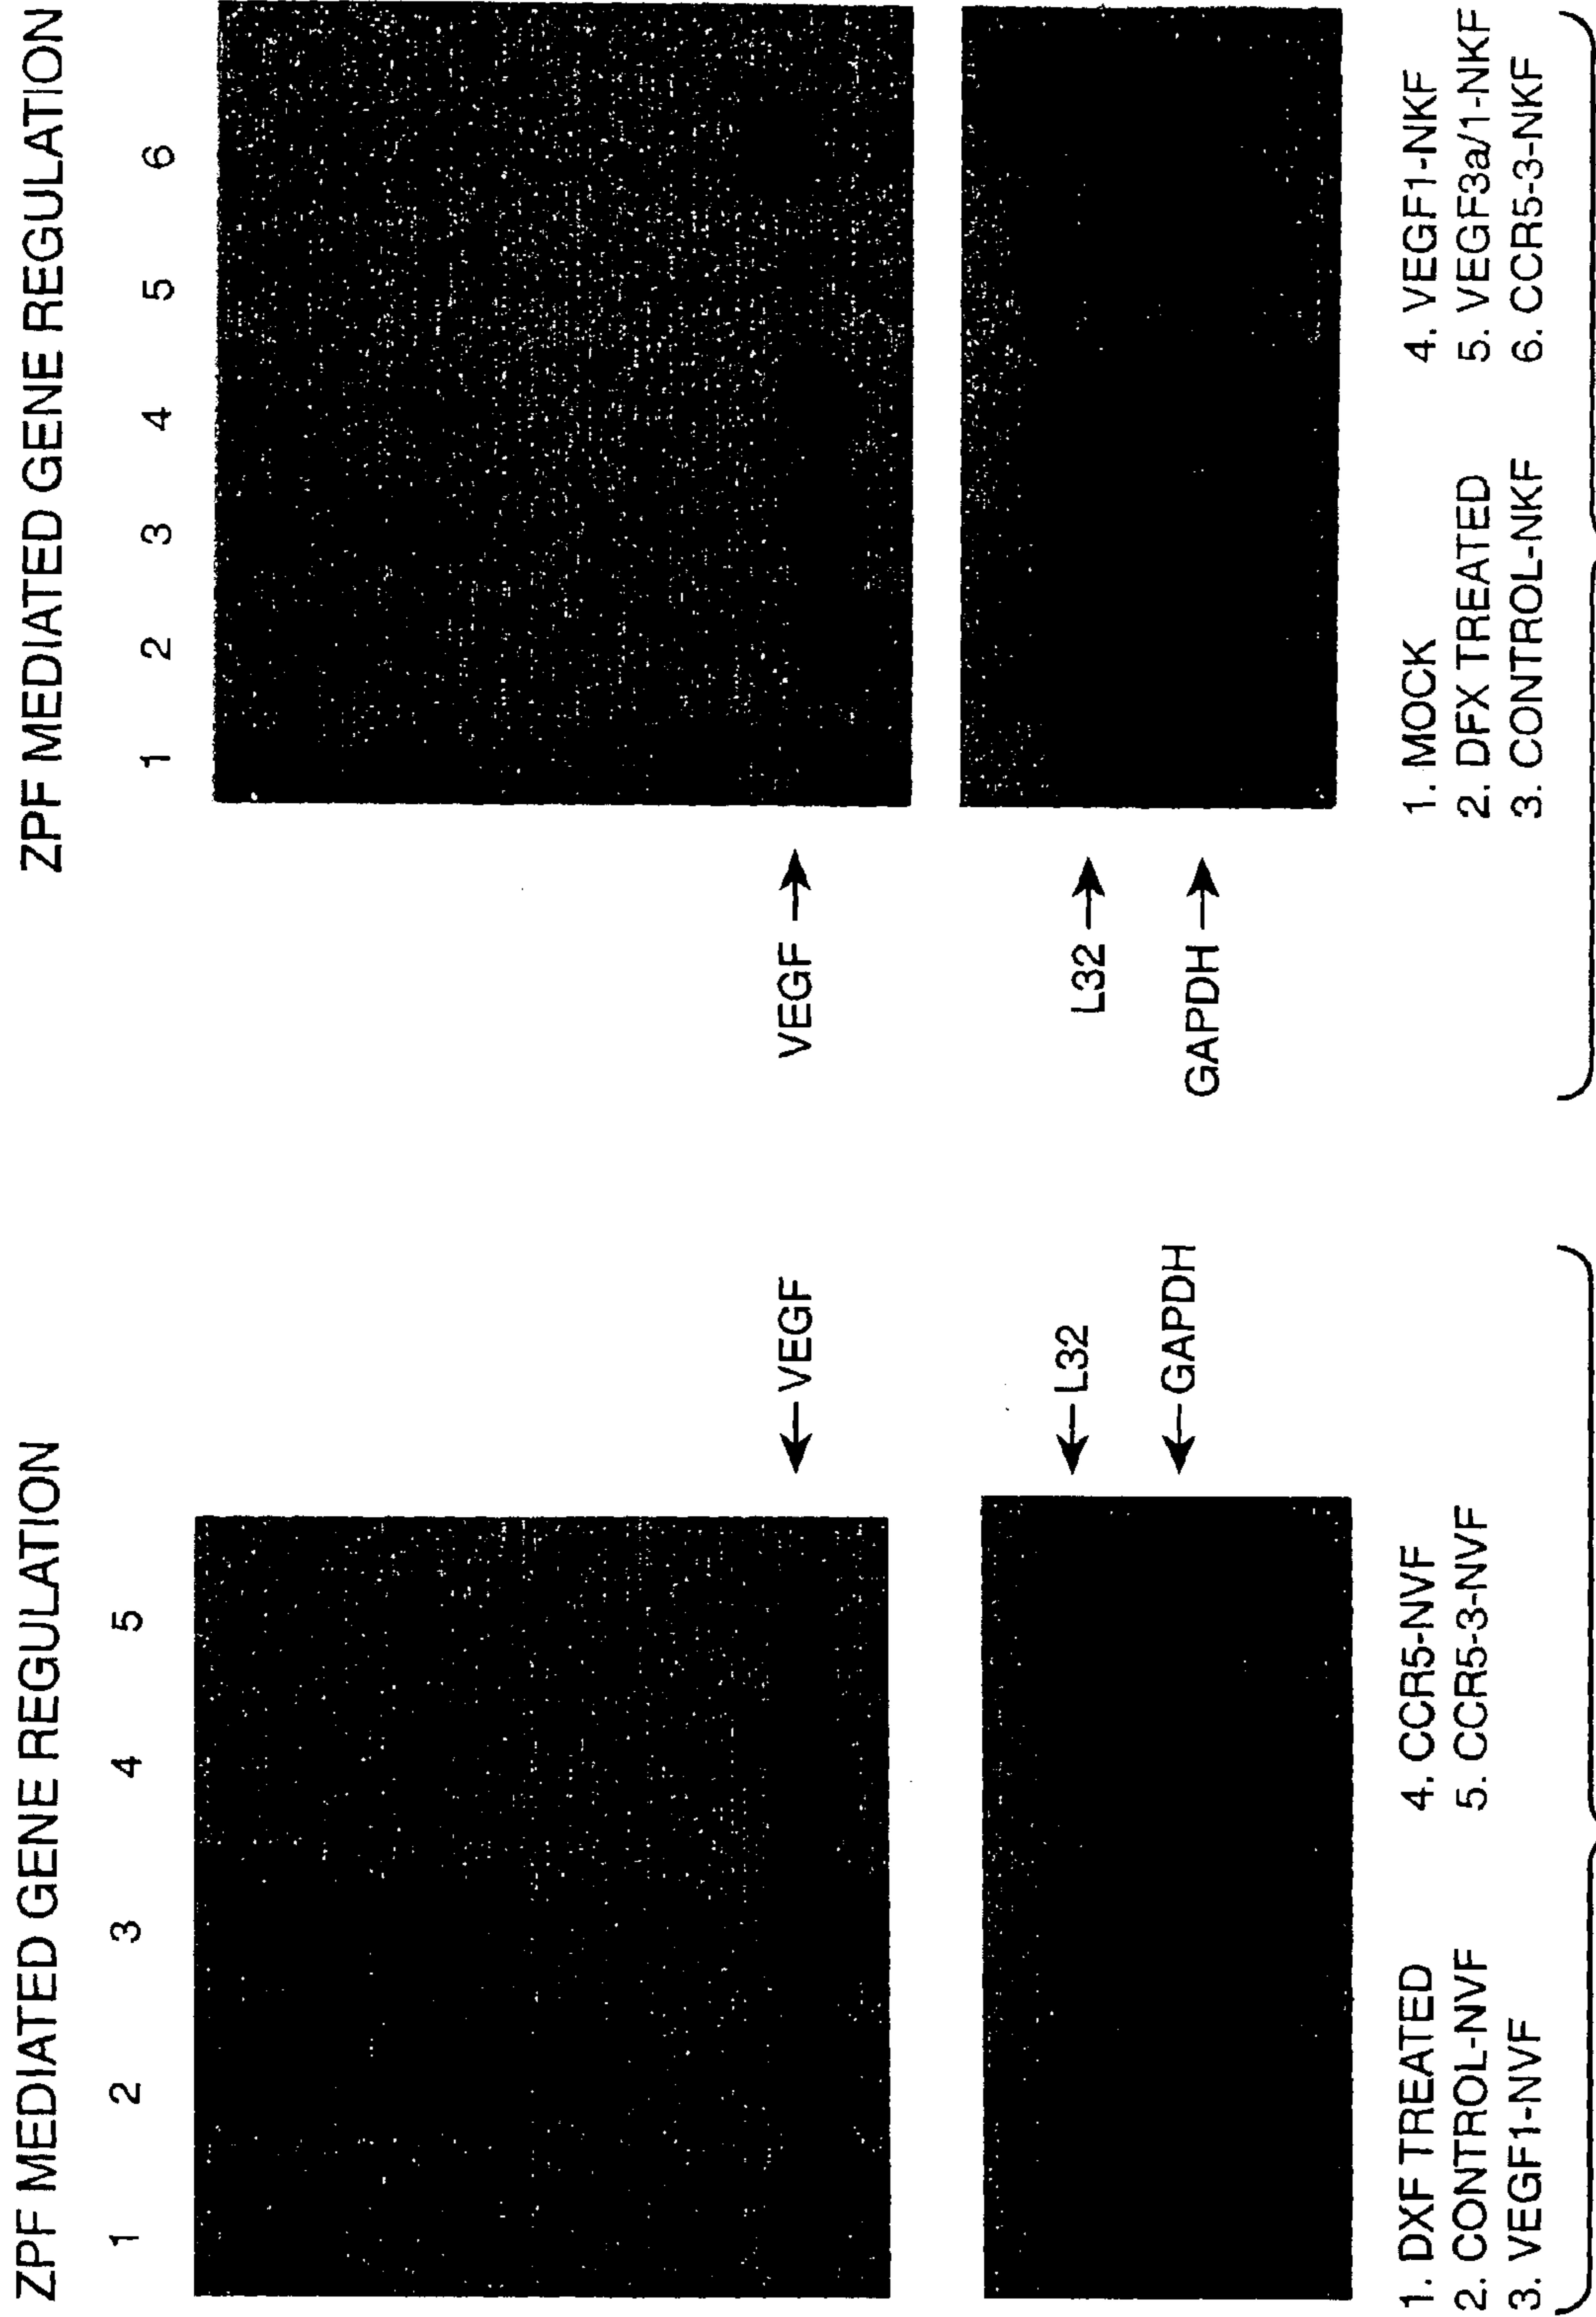 ZPF MEDIATED GENE REGULATION
1 2 3 4 5
← VEGF
← L32
← GAPDH
1. DXF TREATED
2. CONTROL-NVF
3. VEGF1-NVF
4. CCR5-NVF
5. CCR5-3-NVF
ZPF MEDIATED GENE REGULATION
1 2 3 4 5 6
VEGF →
L32 →
GAPDH →
1. MOCK
2. DFX TREATED
3. CONTROL-NKF
4. VEGF1-NKF
5. VEGF3a/1-NKF
6. CCR5-3-NKF